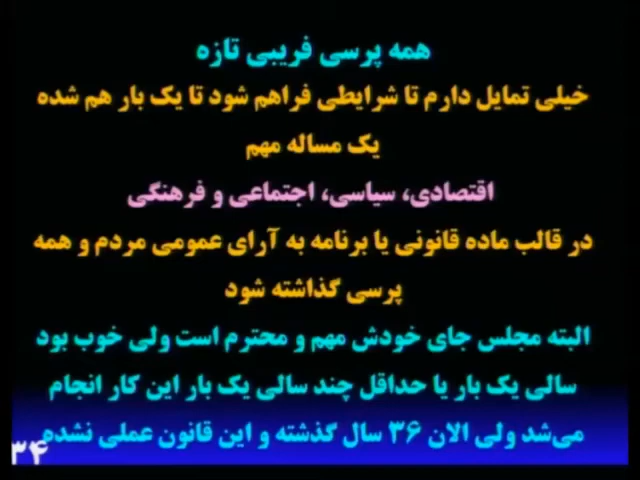 همه پرسی فریبی تازه
خیلی تمایل دارم تا شرایطی فراهم شود تا یک بار هم شده
یک مساله مهم
اقتصادی، سیاسی، اجتماعی و فرهنگی
در قالب ماده قانونی یا برنامه به آرای عمومی مردم و همه
پرسی گذاشته شود
البته مجلس جای خودش مهم و محترم است ولی خوب بود
سالی یک بار یا حداقل چند سالی یک بار این کار انجام
می‌شد ولی الان ۳۶ سال گذشته و این قانون عملی نشده
۳۴